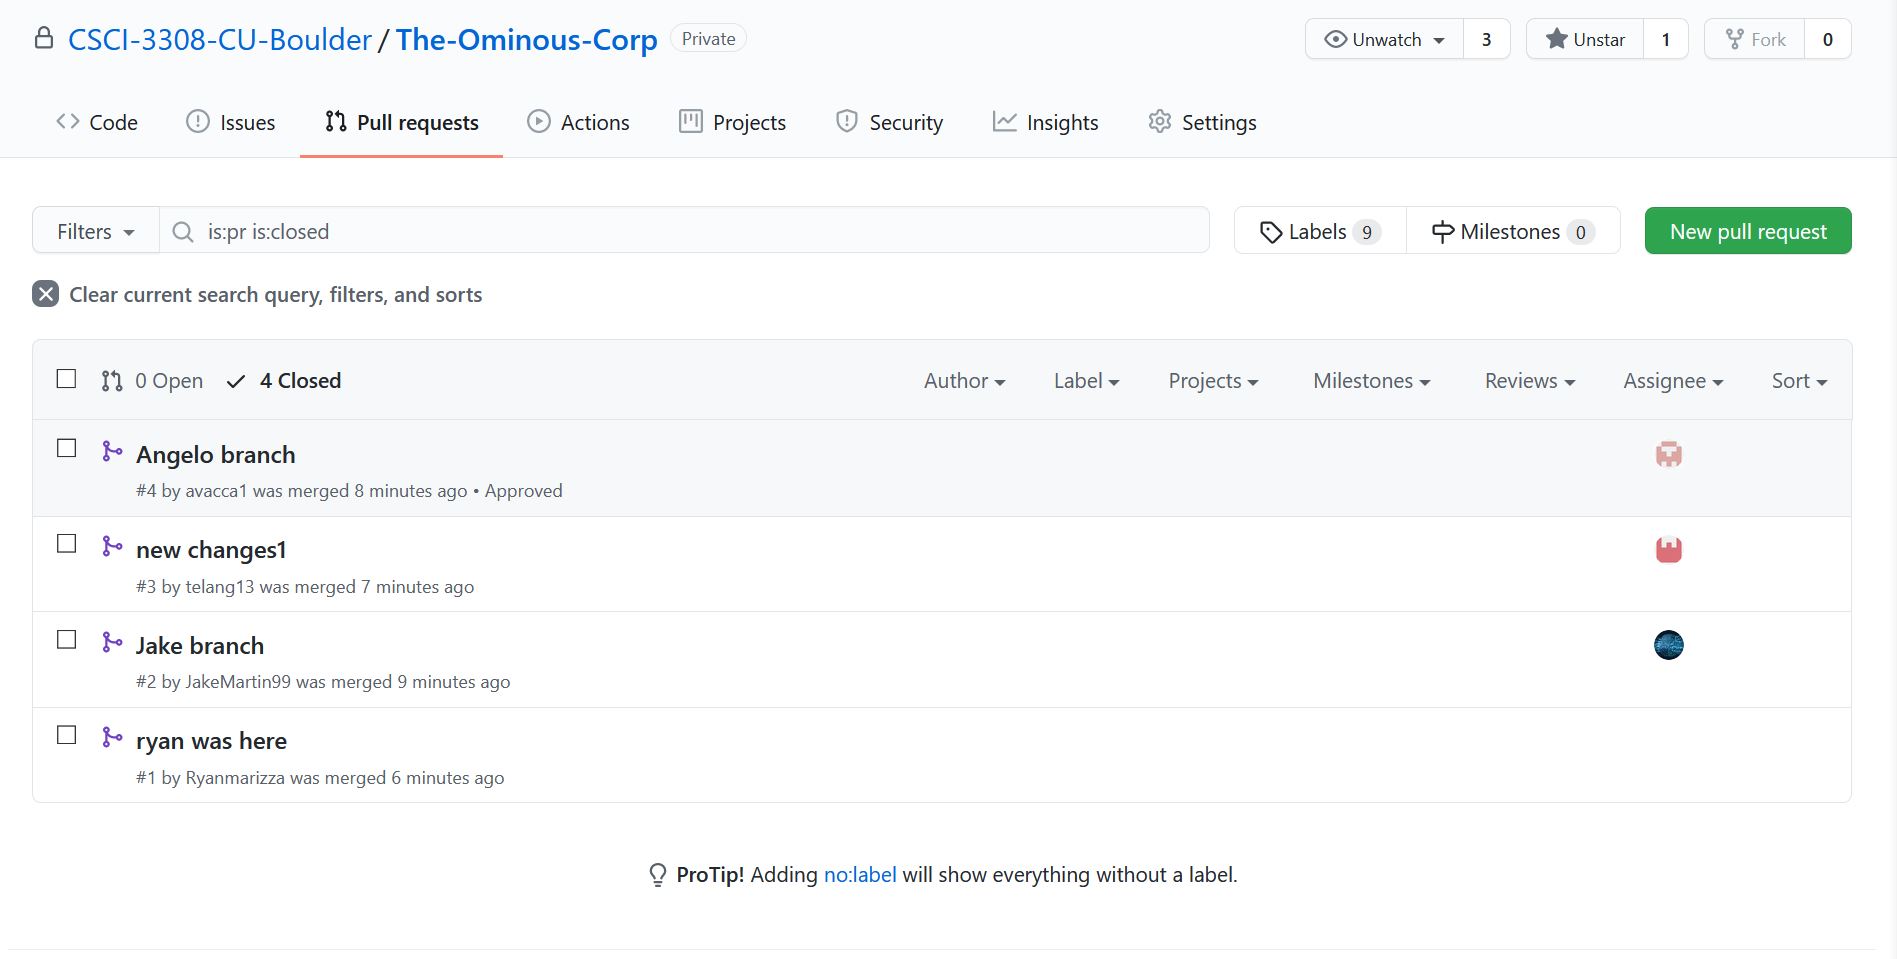 CSCI-3308-CU-Boulder / The-Ominous-Corp Private Unwatch 3 Unstar 1 Fork 0
Code Issues Pull requests Actions Projects Security Insights Settings
Filters is:pr is:closed Labels 9 Milestones 0 New pull request
Clear current search query, filters, and sorts
0 Open 4 Closed Author Label Projects Milestones Reviews Assignee Sort
Angelo branch
#4 by avacca1 was merged 8 minutes ago • Approved
new changes1
#3 by telang13 was merged 7 minutes ago
Jake branch
#2 by JakeMartin99 was merged 9 minutes ago
ryan was here
#1 by Ryanmarizza was merged 6 minutes ago
ProTip! Adding no:label will show everything without a label.